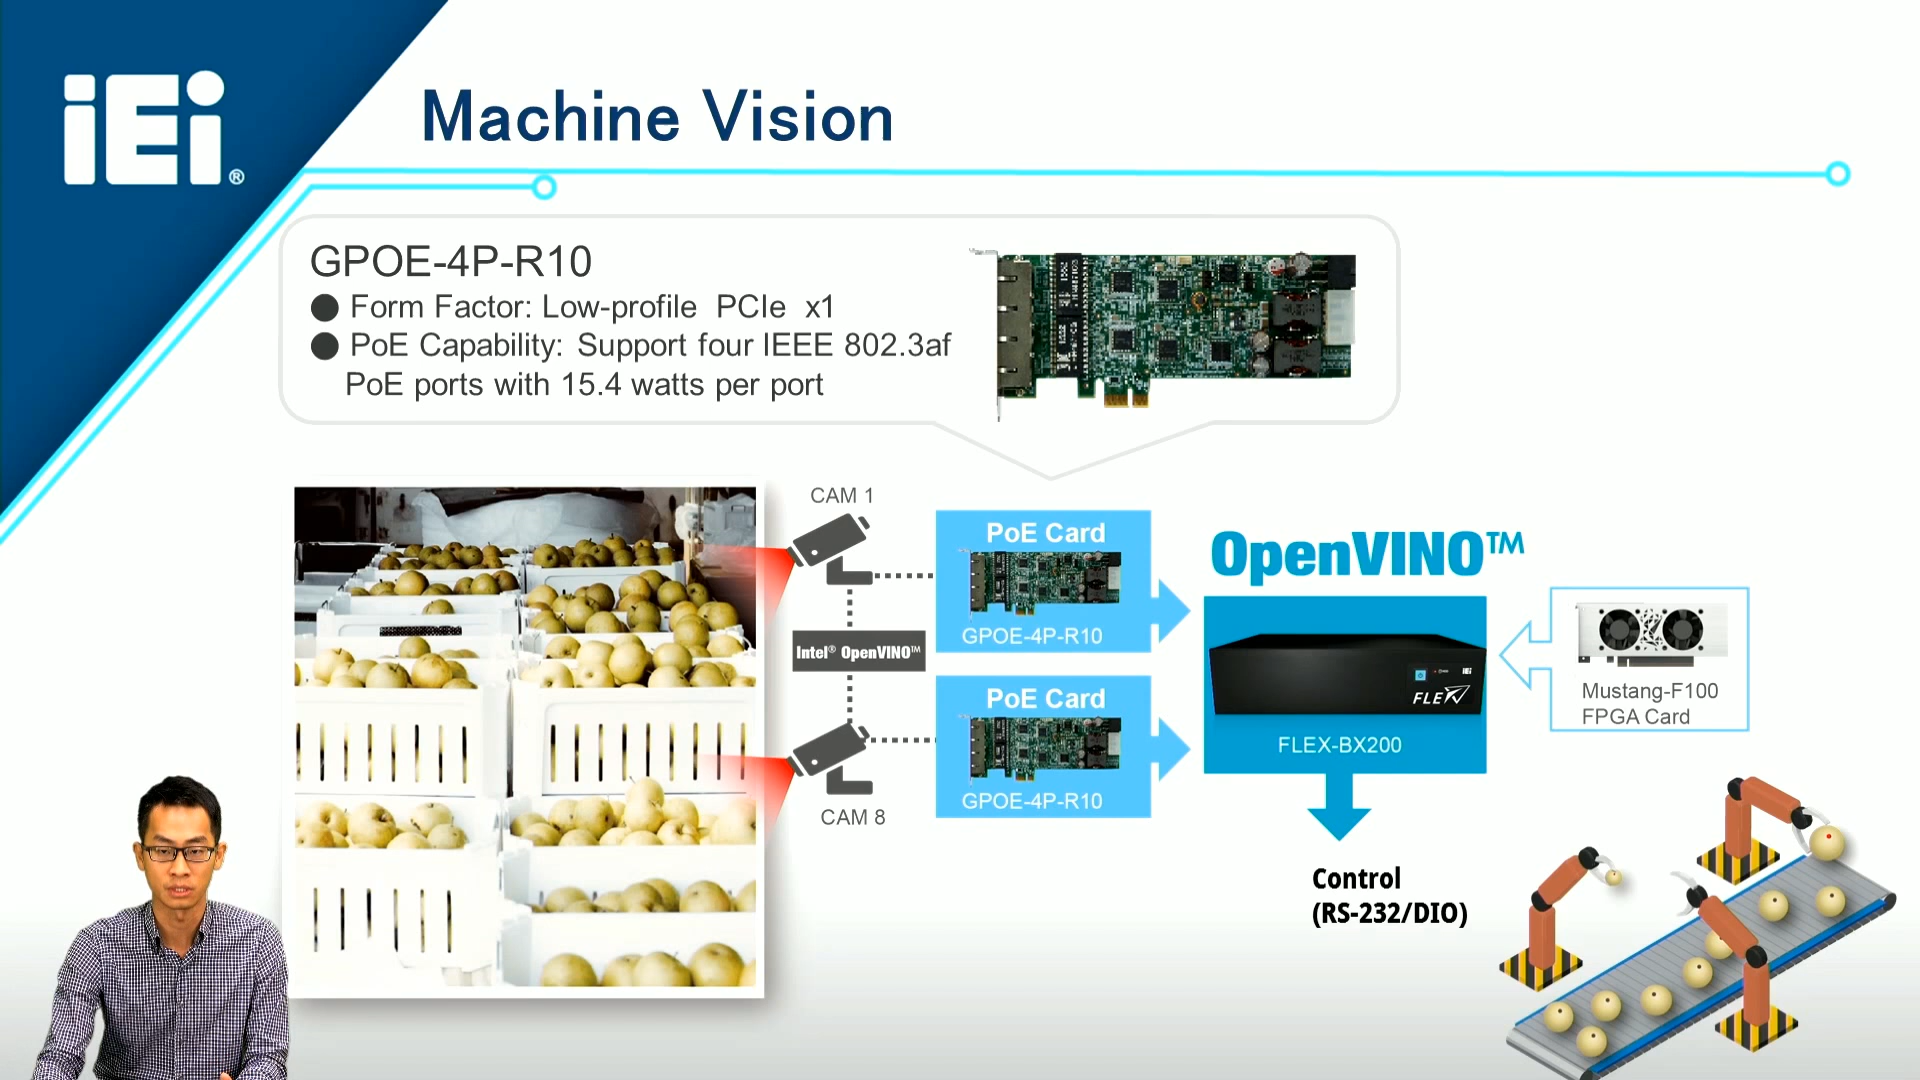 iEi®
Machine Vision
GPOE-4P-R10
● Form Factor: Low-profile PCIe x1
● PoE Capability: Support four IEEE 802.3af
PoE ports with 15.4 watts per port
CAM 1
PoE Card
GPOE-4P-R10
Intel® OpenVINO™
PoE Card
GPOE-4P-R10
CAM 8
OpenVINO™
iEi
FLEX
FLEX-BX200
Mustang-F100
FPGA Card
Control
(RS-232/DIO)